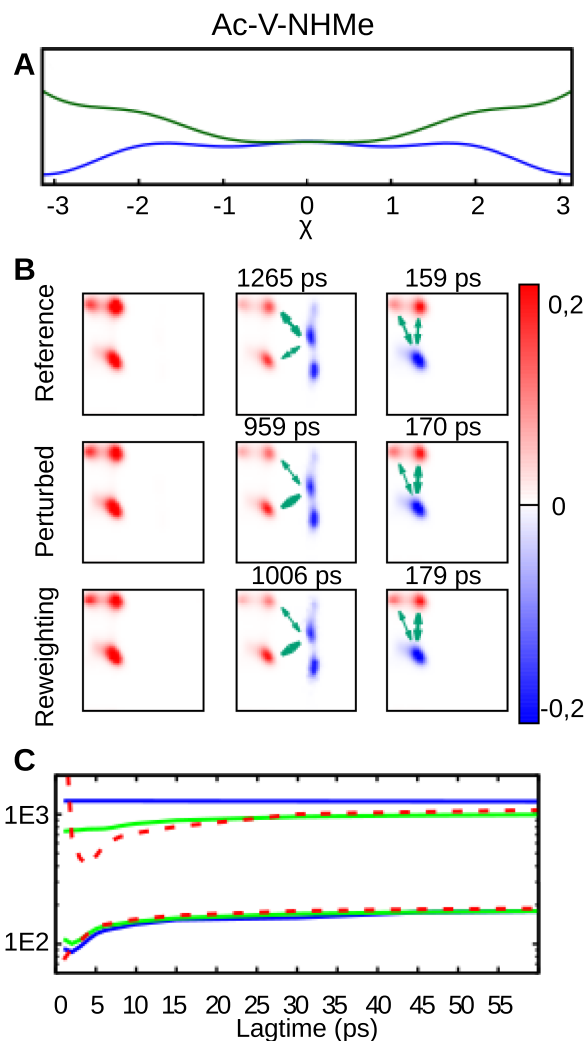 Ac-V-NHMe
A
-3 -2 -1 0 1 2 3
χ
B
1265 ps 159 ps
Reference
0,2
959 ps 170 ps
Perturbed
0
1006 ps 179 ps
Reweighting
-0,2
C
1E3
1E2
0 5 10 15 20 25 30 35 40 45 50 55
Lagtime (ps)